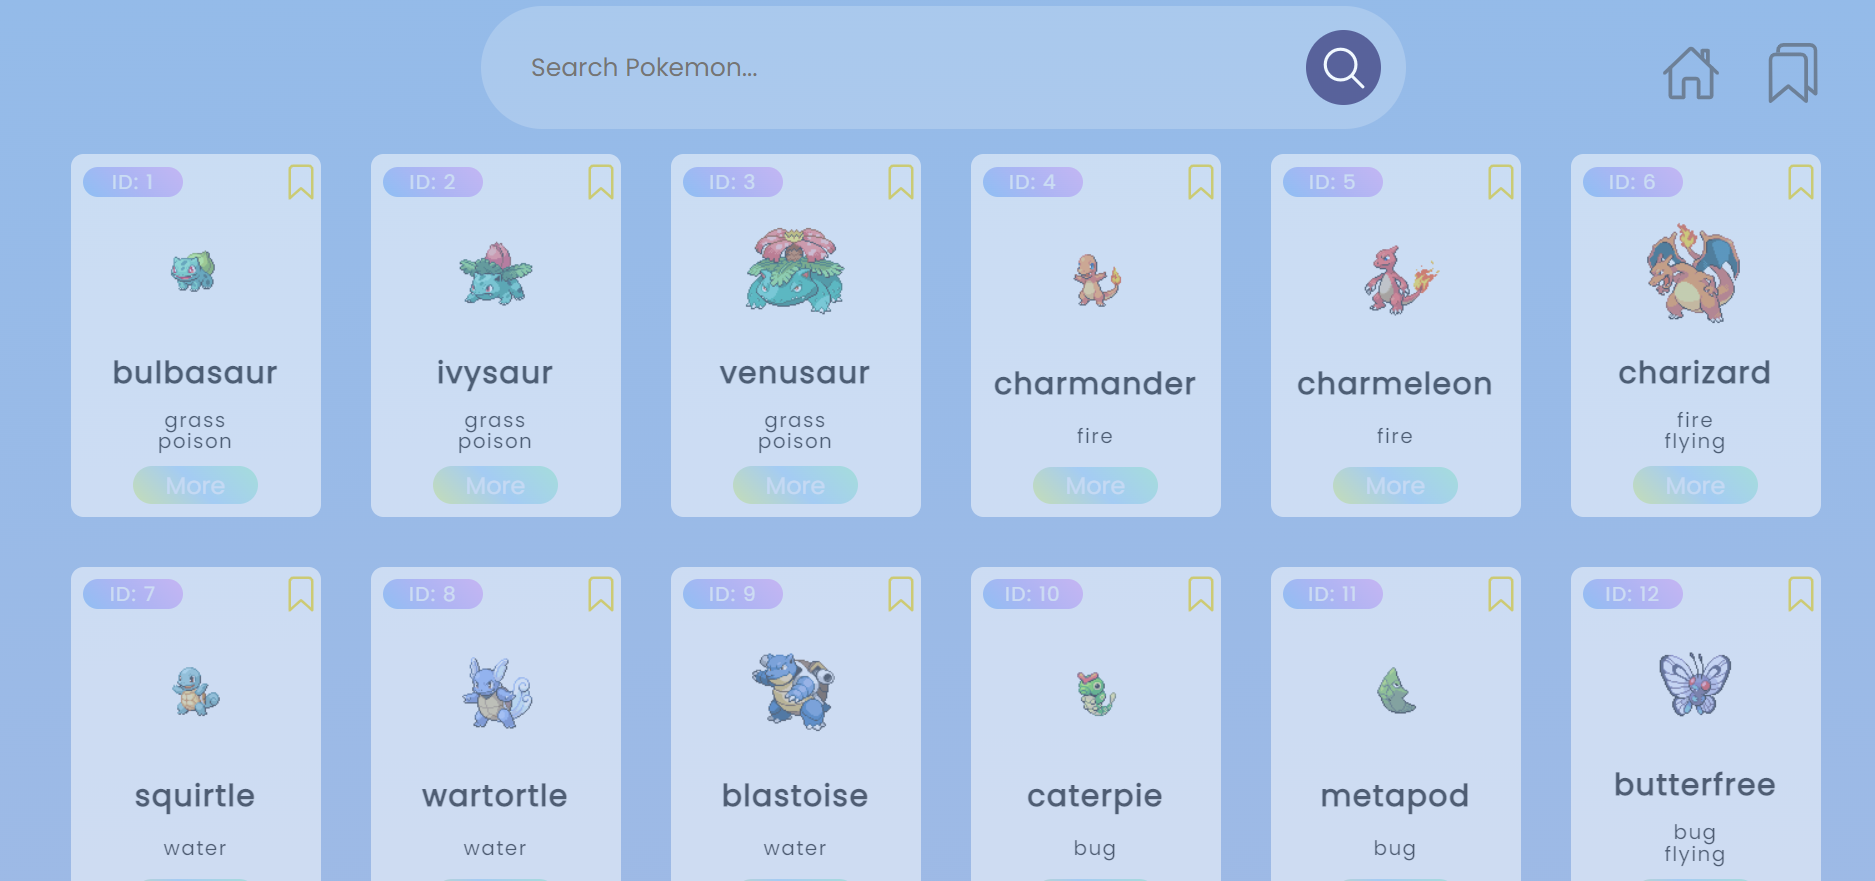 Search Pokemon...
ID: 1
bulbasaur
grass
poison
More
ID: 2
ivysaur
grass
poison
More
ID: 3
venusaur
grass
poison
More
ID: 4
charmander
fire
More
ID: 5
charmeleon
fire
More
ID: 6
charizard
fire
flying
More
ID: 7
squirtle
water
ID: 8
wartortle
water
ID: 9
blastoise
water
ID: 10
caterpie
bug
ID: 11
metapod
bug
ID: 12
butterfree
bug
flying